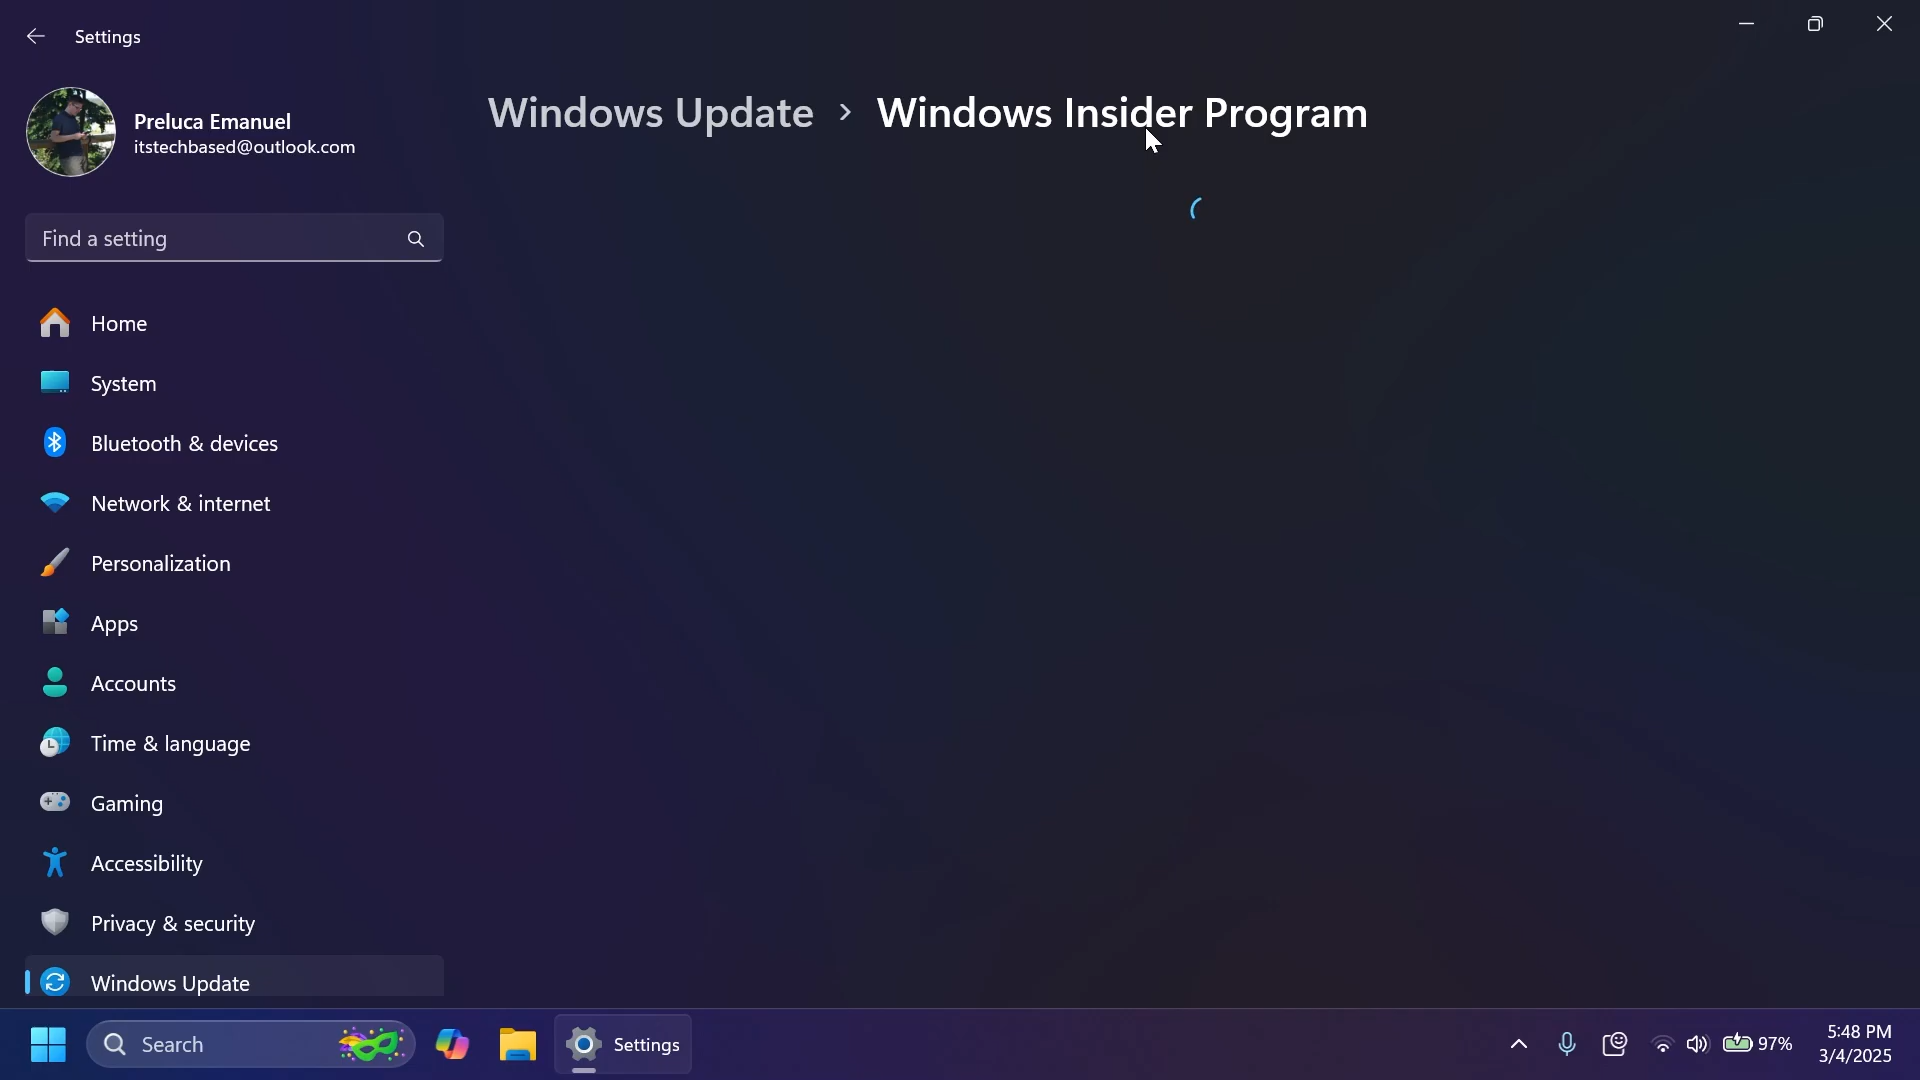 Settings
Preluca Emanuel
itstechbased@outlook.com
Windows Update > Windows Insider Program
Find a setting
Home
System
Bluetooth & devices
Network & internet
Personalization
Apps
Accounts
Time & language
Gaming
Accessibility
Privacy & security
Windows Update
Search
Settings
97%
5:48 PM
3/4/2025